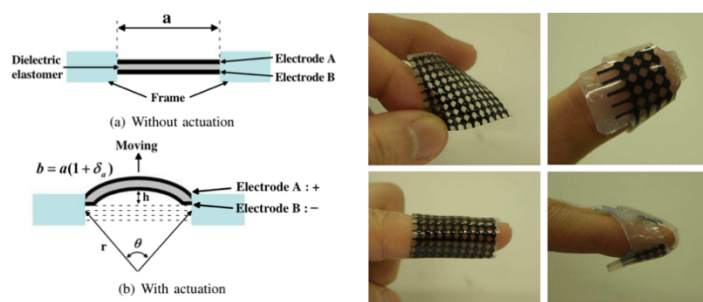 a
Dielectric
elastomer
Electrode A
Electrode B
Frame
(a) Without actuation
Moving
b = a(1 + δₐ)
Electrode A : +
h
Electrode B : −
r
θ
(b) With actuation